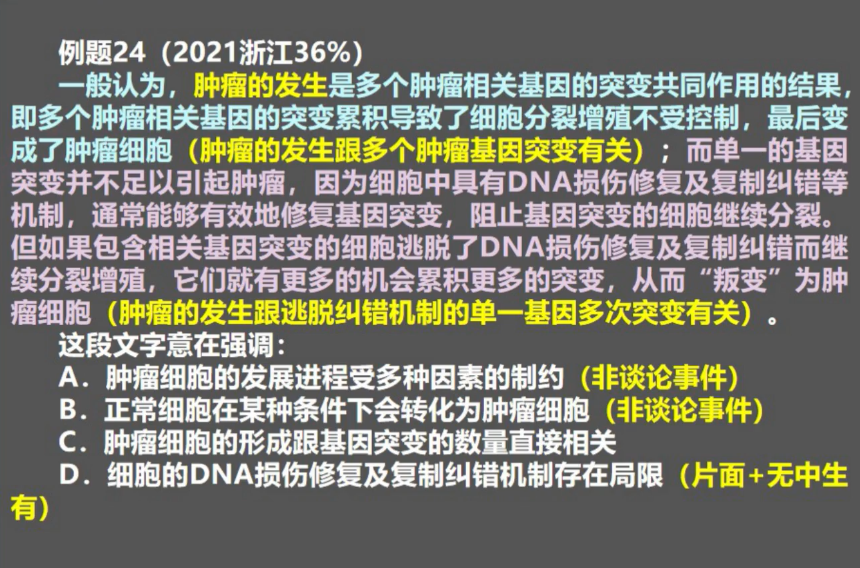 例题24（2021浙江36%）
一般认为，肿瘤的发生是多个肿瘤相关基因的突变共同作用的结果，
即多个肿瘤相关基因的突变累积导致了细胞分裂增殖不受控制，最后变
成了肿瘤细胞（肿瘤的发生跟多个肿瘤基因突变有关）；而单一的基因
突变并不足以引起肿瘤，因为细胞中具有DNA损伤修复及复制纠错等
机制，通常能够有效地修复基因突变，阻止基因突变的细胞继续分裂。
但如果包含相关基因突变的细胞逃脱了DNA损伤修复及复制纠错而继
续分裂增殖，它们就有更多的机会累积更多的突变，从而“叛变”为肿
瘤细胞（肿瘤的发生跟逃脱纠错机制的单一基因多次突变有关）。
这段文字意在强调：
A．肿瘤细胞的发展进程受多种因素的制约（非谈论事件）
B．正常细胞在某种条件下会转化为肿瘤细胞（非谈论事件）
C．肿瘤细胞的形成跟基因突变的数量直接相关
D．细胞的DNA损伤修复及复制纠错机制存在局限（片面+无中生
有）